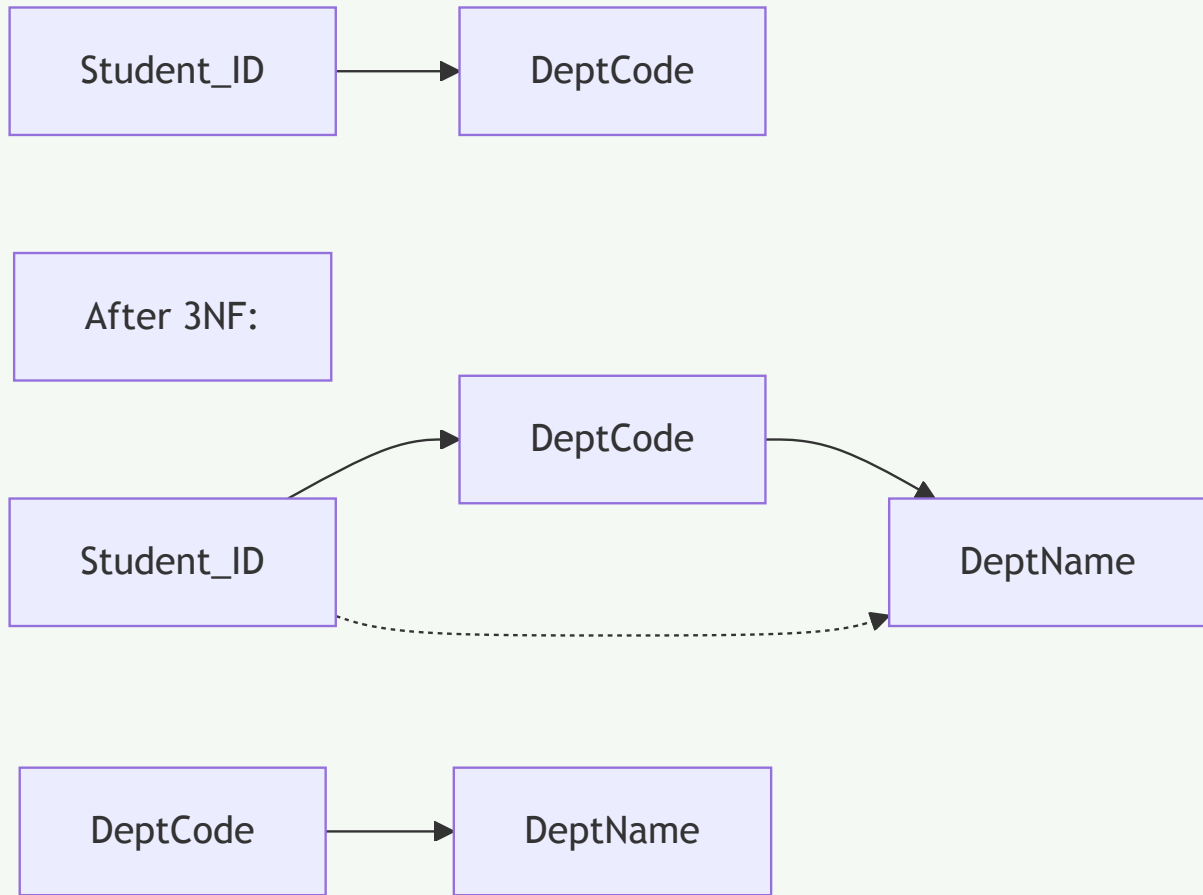 Student_ID
DeptCode
After 3NF:
DeptCode
Student_ID
DeptName
DeptCode
DeptName